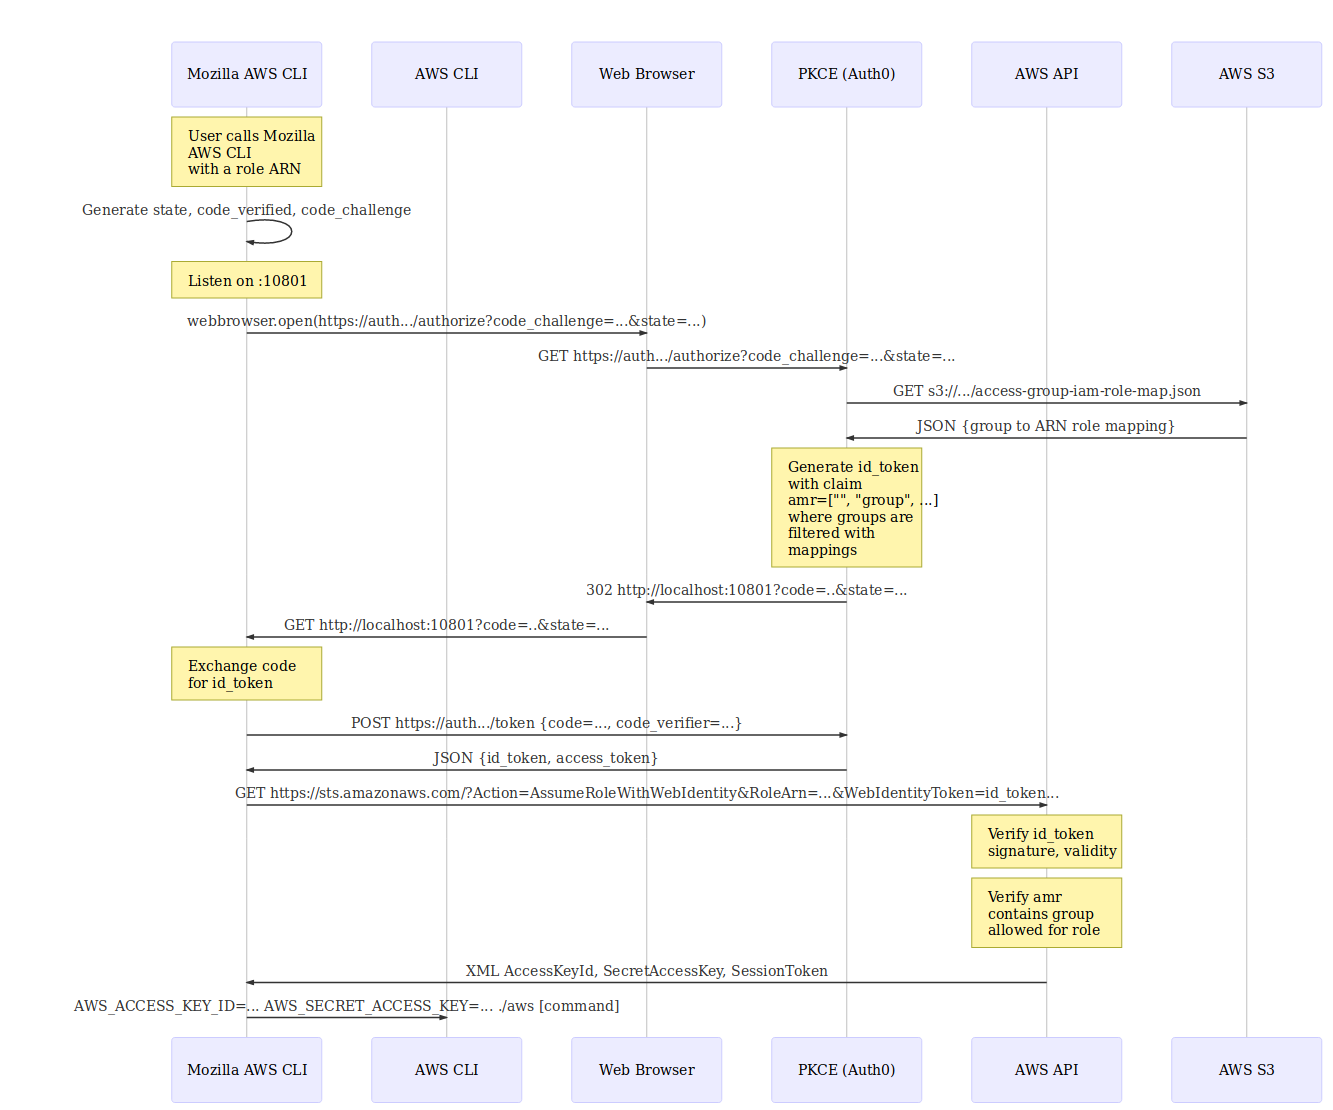 Mozilla AWS CLI
AWS CLI
Web Browser
PKCE (Auth0)
AWS API
AWS S3
User calls Mozilla
AWS CLI
with a role ARN
Generate state, code_verified, code_challenge
Listen on :10801
webbrowser.open(https://auth.../authorize?code_challenge=...&state=...)
GET https://auth.../authorize?code_challenge=...&state=...
GET s3://.../access-group-iam-role-map.json
JSON {group to ARN role mapping}
Generate id_token
with claim
amr=["", "group", ...]
where groups are
filtered with
mappings
302 http://localhost:10801?code=..&state=...
GET http://localhost:10801?code=..&state=...
Exchange code
for id_token
POST https://auth.../token {code=..., code_verifier=...}
JSON {id_token, access_token}
GET https://sts.amazonaws.com/?Action=AssumeRoleWithWebIdentity&RoleArn=...&WebIdentityToken=id_token...
Verify id_token
signature, validity
Verify amr
contains group
allowed for role
XML AccessKeyId, SecretAccessKey, SessionToken
AWS_ACCESS_KEY_ID=... AWS_SECRET_ACCESS_KEY=... ./aws [command]
Mozilla AWS CLI
AWS CLI
Web Browser
PKCE (Auth0)
AWS API
AWS S3